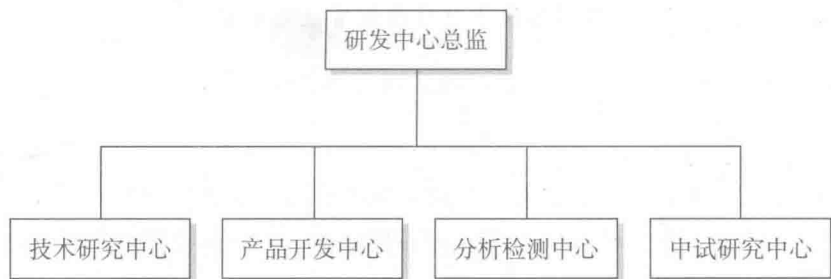 研发中心总监
技术研究中心
产品开发中心
分析检测中心
中试研究中心